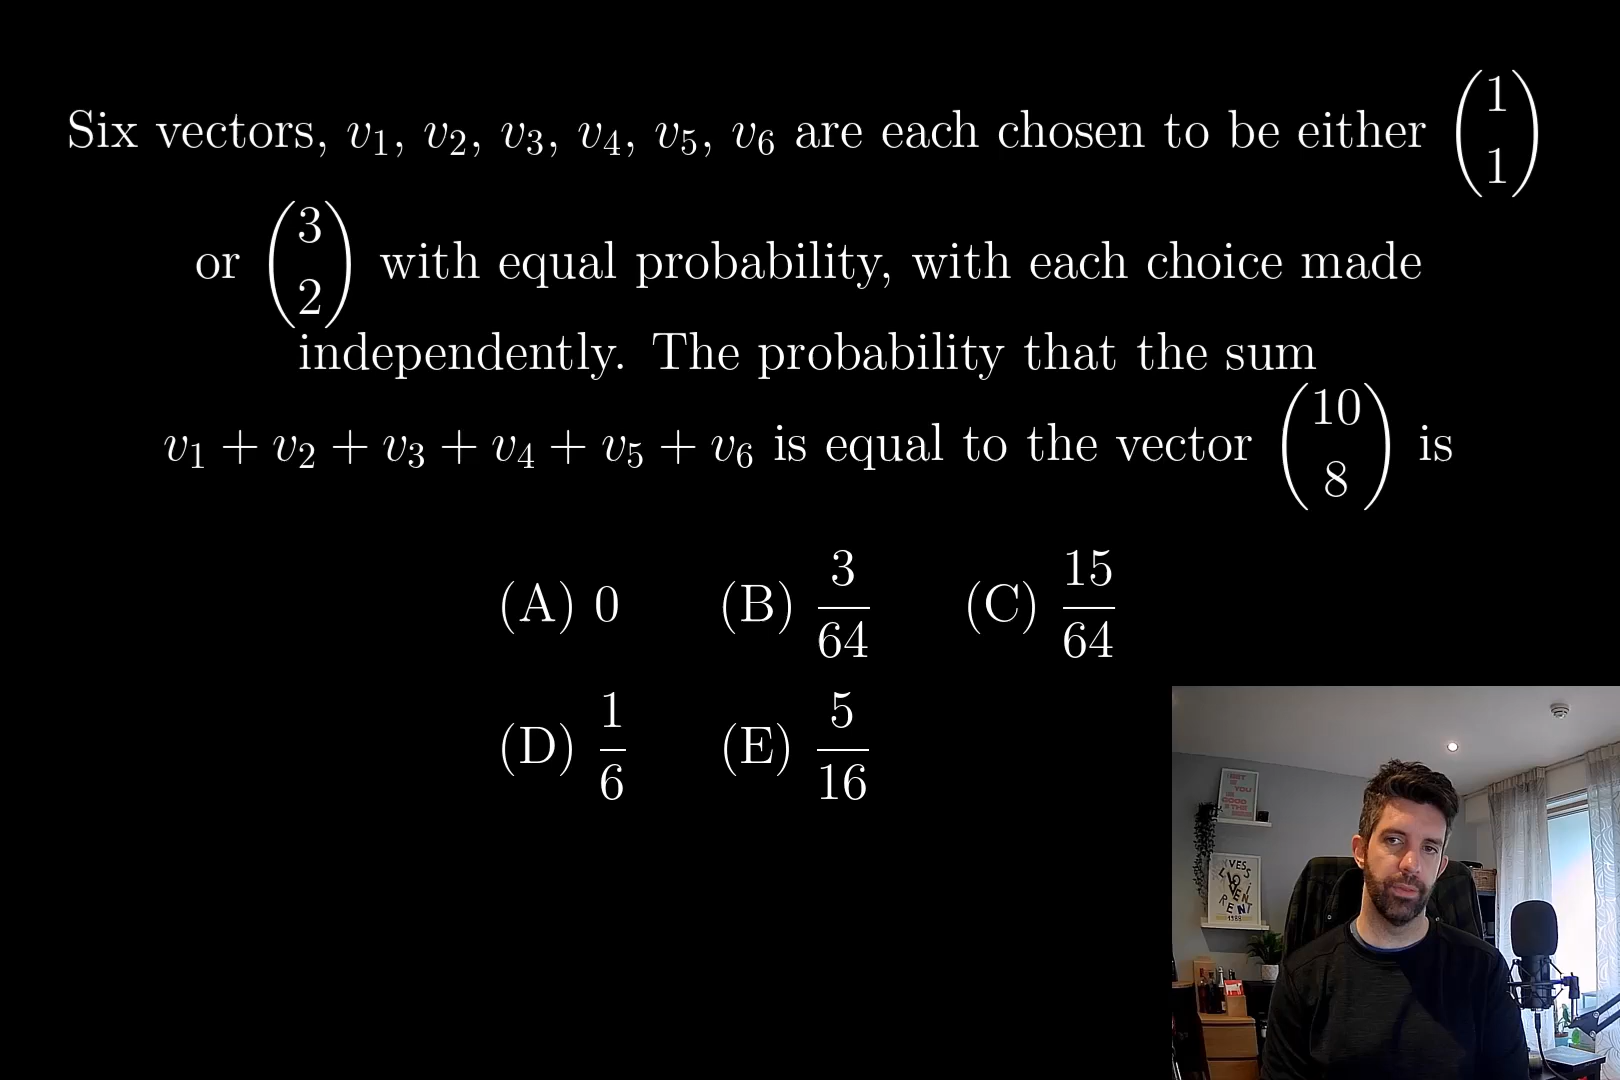 Six vectors, v₁, v₂, v₃, v₄, v₅, v₆ are each chosen to be either (1 1)
or (3 2) with equal probability, with each choice made
independently. The probability that the sum
v₁ + v₂ + v₃ + v₄ + v₅ + v₆ is equal to the vector (10 8) is
(A) 0 (B) 3/64 (C) 15/64
(D) 1/6 (E) 5/16
YVES